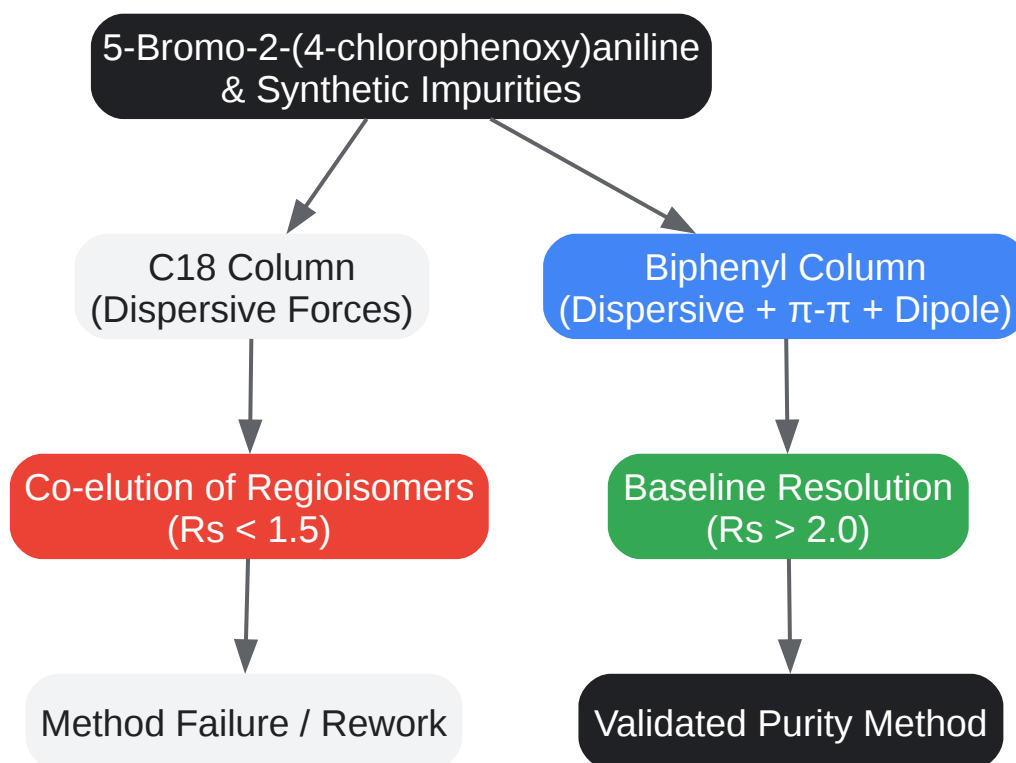 5-Bromo-2-(4-chlorophenoxy)aniline
& Synthetic Impurities
C18 Column
(Dispersive Forces)
Biphenyl Column
(Dispersive + π-π + Dipole)
Co-elution of Regioisomers
(Rs < 1.5)
Baseline Resolution
(Rs > 2.0)
Method Failure / Rework
Validated Purity Method